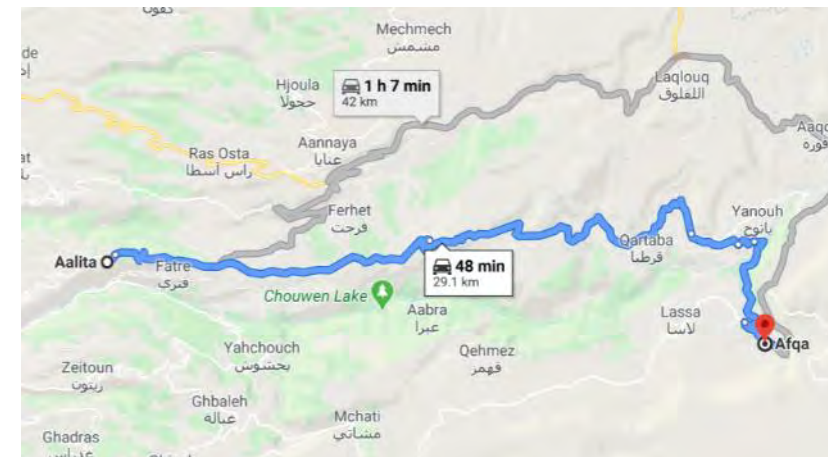 Mechmech
مشمش
Hjoula
حجولا
1 h 7 min
42 km
Laqlouq
اللقلوق
Aannaya
عنايا
Ras Osta
راس أسطا
Ferhet
فرحت
Yanouh
يانوح
Qartaba
قرطبا
Aalita
Fatre
فتري
48 min
29.1 km
Chouwen Lake
Aabra
عبرا
Lassa
لاسا
Afqa
Yahchouch
يحشوش
Qehmez
قهمز
Zeitoun
زيتون
Ghbaleh
غبالة
Mchati
مشاتي
Ghadras